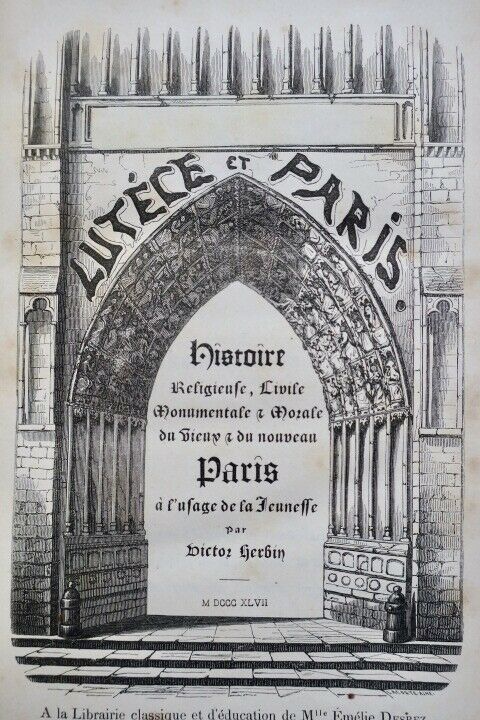 LUTÈCE ET PARIS.
Histoire
Religieuse, Civile
Monumentale & Morale
du Vieux & du nouveau
Paris
à l'usage de la Jeunesse
par
Victor Herbin
M DCCC XLVII
A la Librairie classique et d'éducation de Mlle Emélie